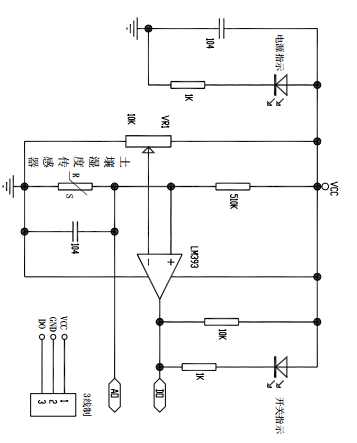 104
电源指示
1K
10K
VR1
土壤湿度传感器
R
S
510K
VCC
104
LM393
10K
1K
AO
DO
开关指示
VCC
GND
DO
1
2
3
3线制